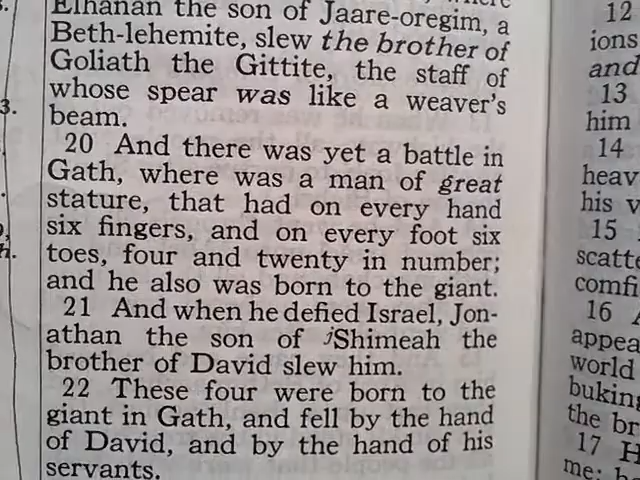 Elhanan the son of Jaare-oregim, a
Beth-lehemite, slew the brother of
Goliath the Gittite, the staff of
whose spear was like a weaver's
beam.
20 And there was yet a battle in
Gath, where was a man of great
stature, that had on every hand
six fingers, and on every foot six
toes, four and twenty in number;
and he also was born to the giant.
21 And when he defied Israel, Jon-
athan the son of jShimeah the
brother of David slew him.
22 These four were born to the
giant in Gath, and fell by the hand
of David, and by the hand of his
servants.
3.
h.
12
ions
and
13
him
14
heav
his v
15
scatte
comfi
16 A
appea
world
buking
the br
17 H
me; he